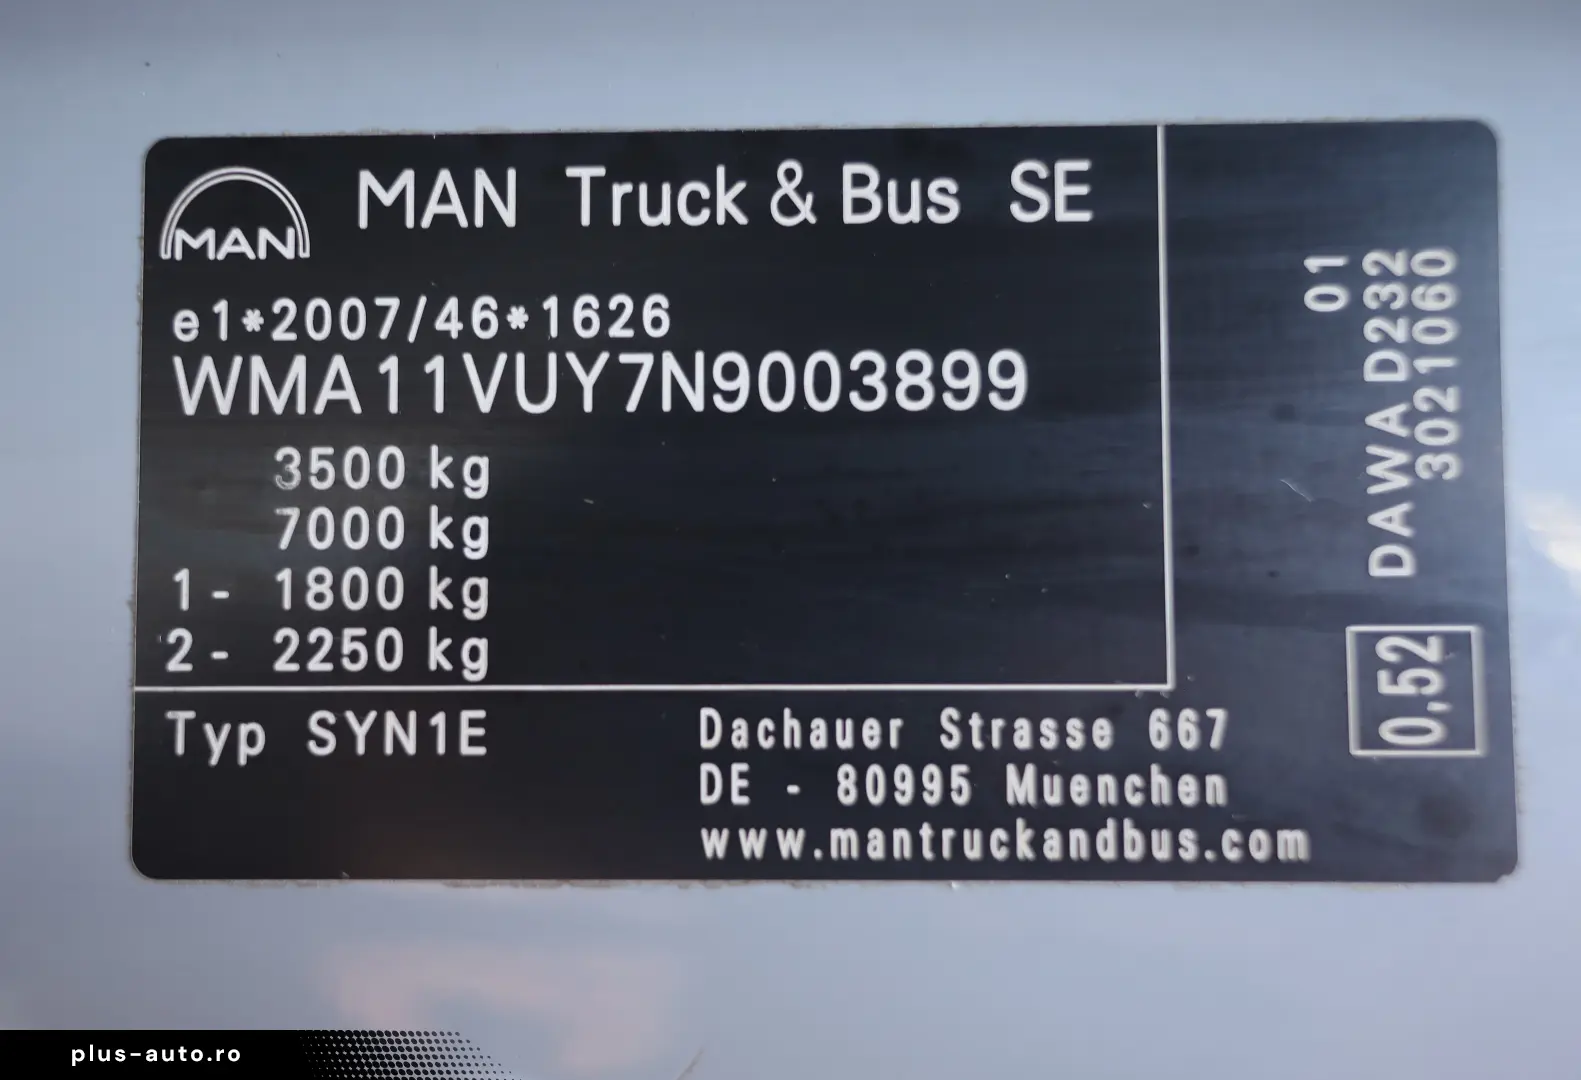 MAN
MAN Truck & Bus SE
e1*2007/46*1626
WMA11VUY7N9003899
3500 kg
7000 kg
1- 1800 kg
2- 2250 kg
Typ SYN1E
Dachauer Strasse 667
DE - 80995 Muenchen
www.mantruckandbus.com
01
DAWA D232
3021060
0,52
plus-auto.ro